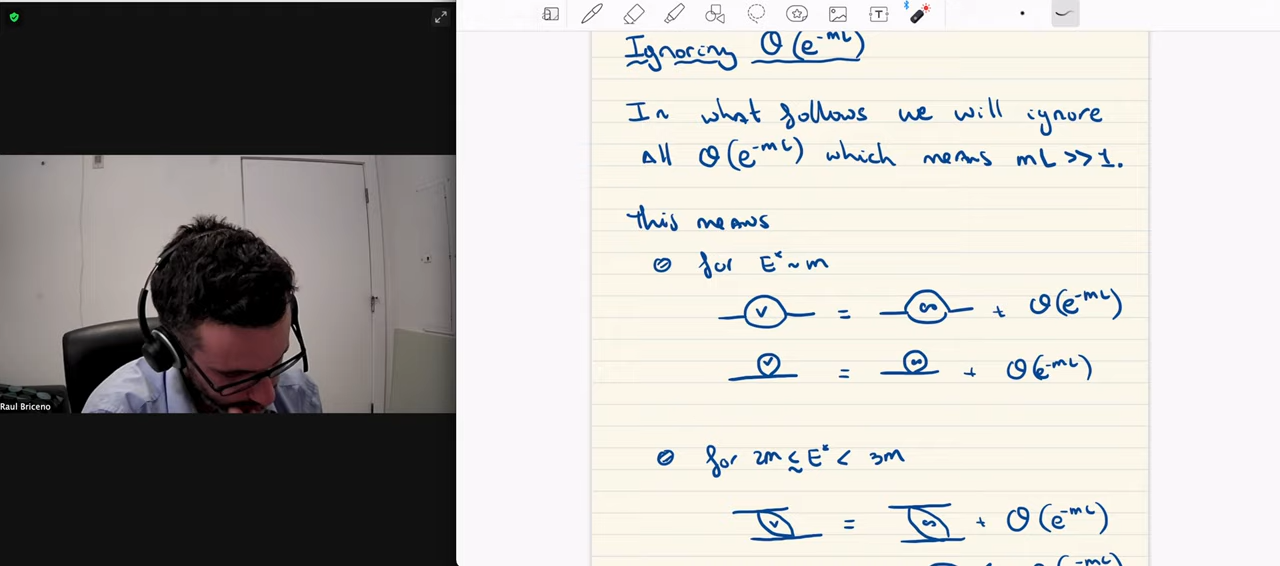 Ignoring O(e^-mL)
In what follows we will ignore
all O(e^-mL) which means mL >> 1.
This means
for E* ~ m
V = ∞ + O(e^-mL)
V = ∞ + O(e^-mL)
for 2m ≲ E* < 3m
V = ∞ + O(e^-mL)
T
Raul Briceno